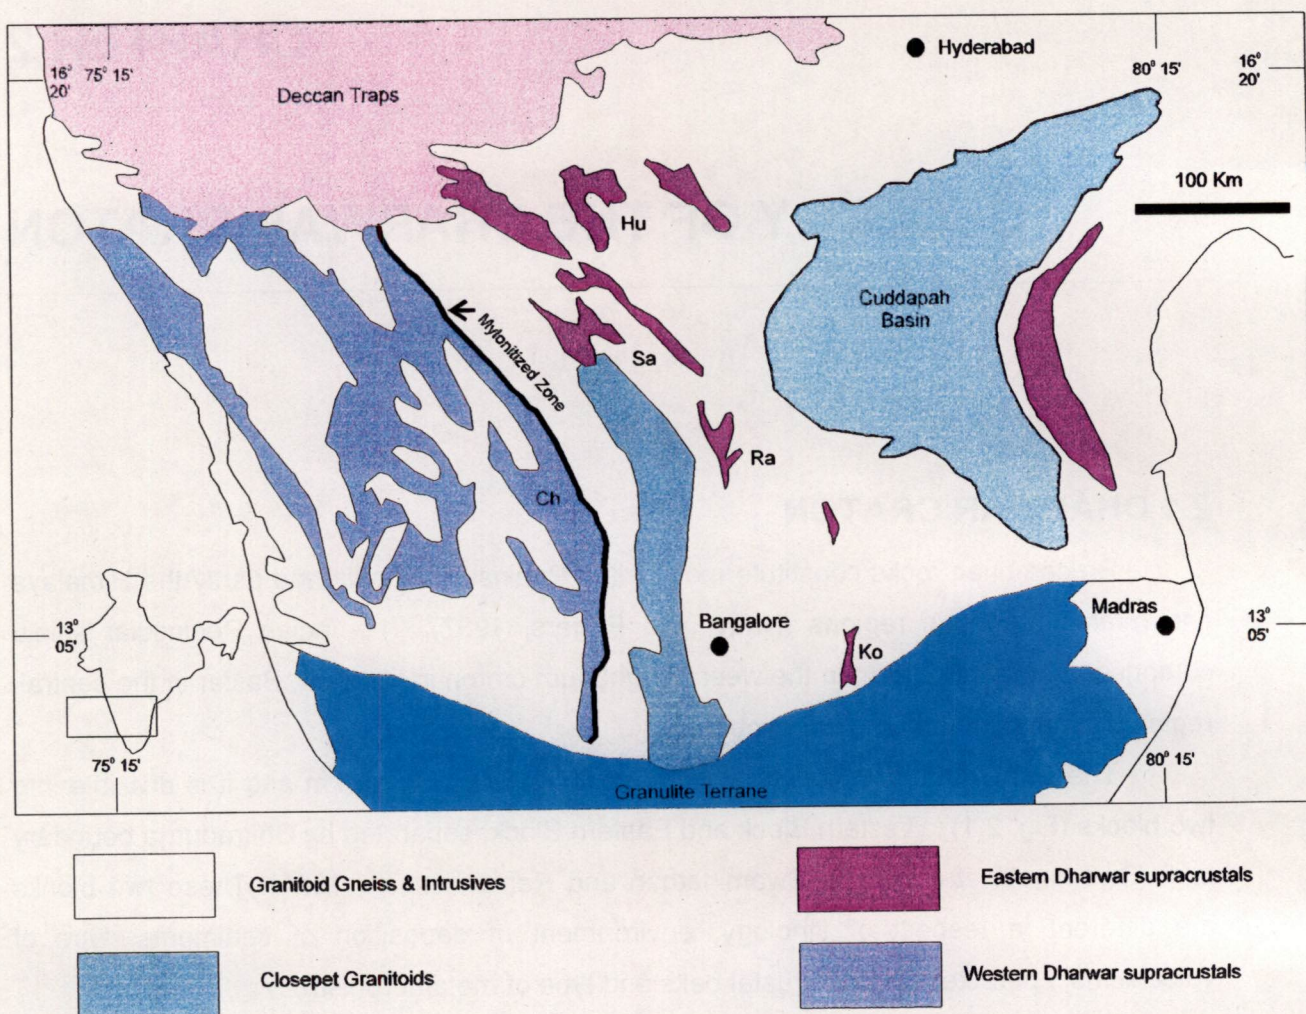 Hyderabad
16° 20'
75° 15'
80° 15'
16° 20'
Deccan Traps
100 Km
Hu
Cuddapah
Basin
Mylonitized Zone
Sa
Ra
Ch
DHARWAR CRATON
13° 05'
Bangalore
Madras
13° 05'
Ko
75° 15'
80° 15'
Granulite Terrane
Granitoid Gneiss & Intrusives
Eastern Dharwar supracrustals
Closepet Granitoids
Western Dharwar supracrustals